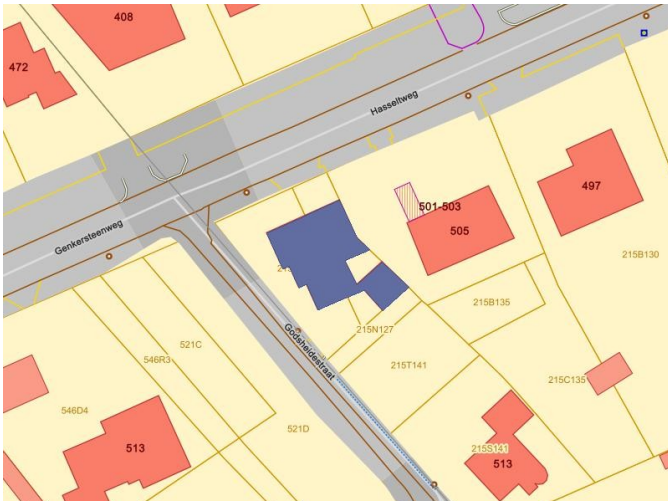 408
472
Hasseltweg
497
501-503
505
Genkersteenweg
215B130
215B135
215N127
521C
Godsheidestraat
546R3
215T141
215C135
546D4
521D
513
215S141
513